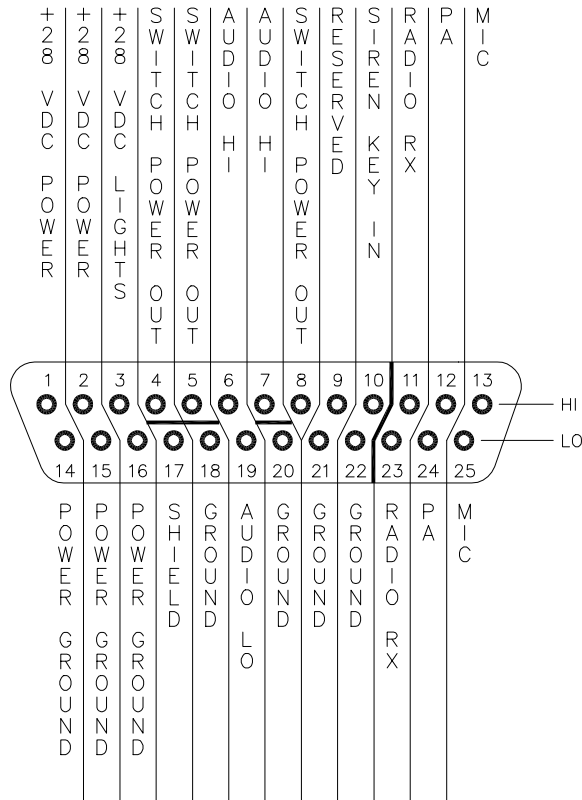 +28 VDC POWER
+28 VDC POWER
+28 VDC LIGHTS
SWITCH POWER OUT
SWITCH POWER OUT
AUDIO HI
AUDIO HI
SWITCH POWER OUT
RESERVED
SIREN KEY IN
RADIO RX
PA
MIC
1 2 3 4 5 6 7 8 9 10 11 12 13
HI
LO
14 15 16 17 18 19 20 21 22 23 24 25
POWER GROUND
POWER GROUND
POWER GROUND
SHIELD
GROUND
AUDIO LO
GROUND
GROUND
GROUND
RADIO RX
PA
MIC